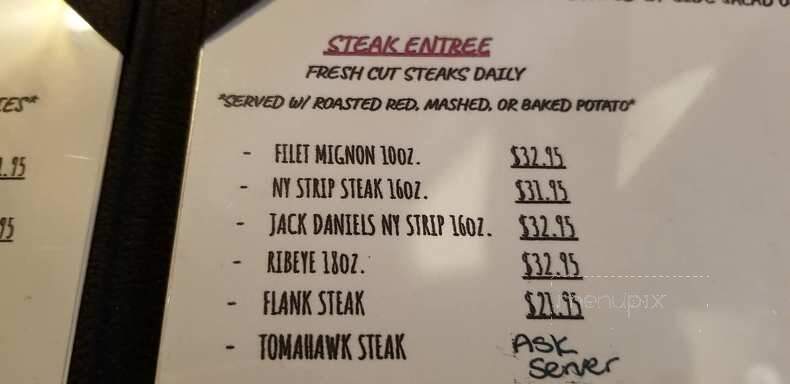 STEAK ENTREE
FRESH CUT STEAKS DAILY
*SERVED W/ ROASTED RED, MASHED, OR BAKED POTATO*
- FILET MIGNON 10OZ. $32.95
- NY STRIP STEAK 16OZ. $31.95
- JACK DANIELS NY STRIP 16OZ. $32.95
- RIBEYE 18OZ. $32.95
- FLANK STEAK $21.95
- TOMAHAWK STEAK ASK Server
menupix